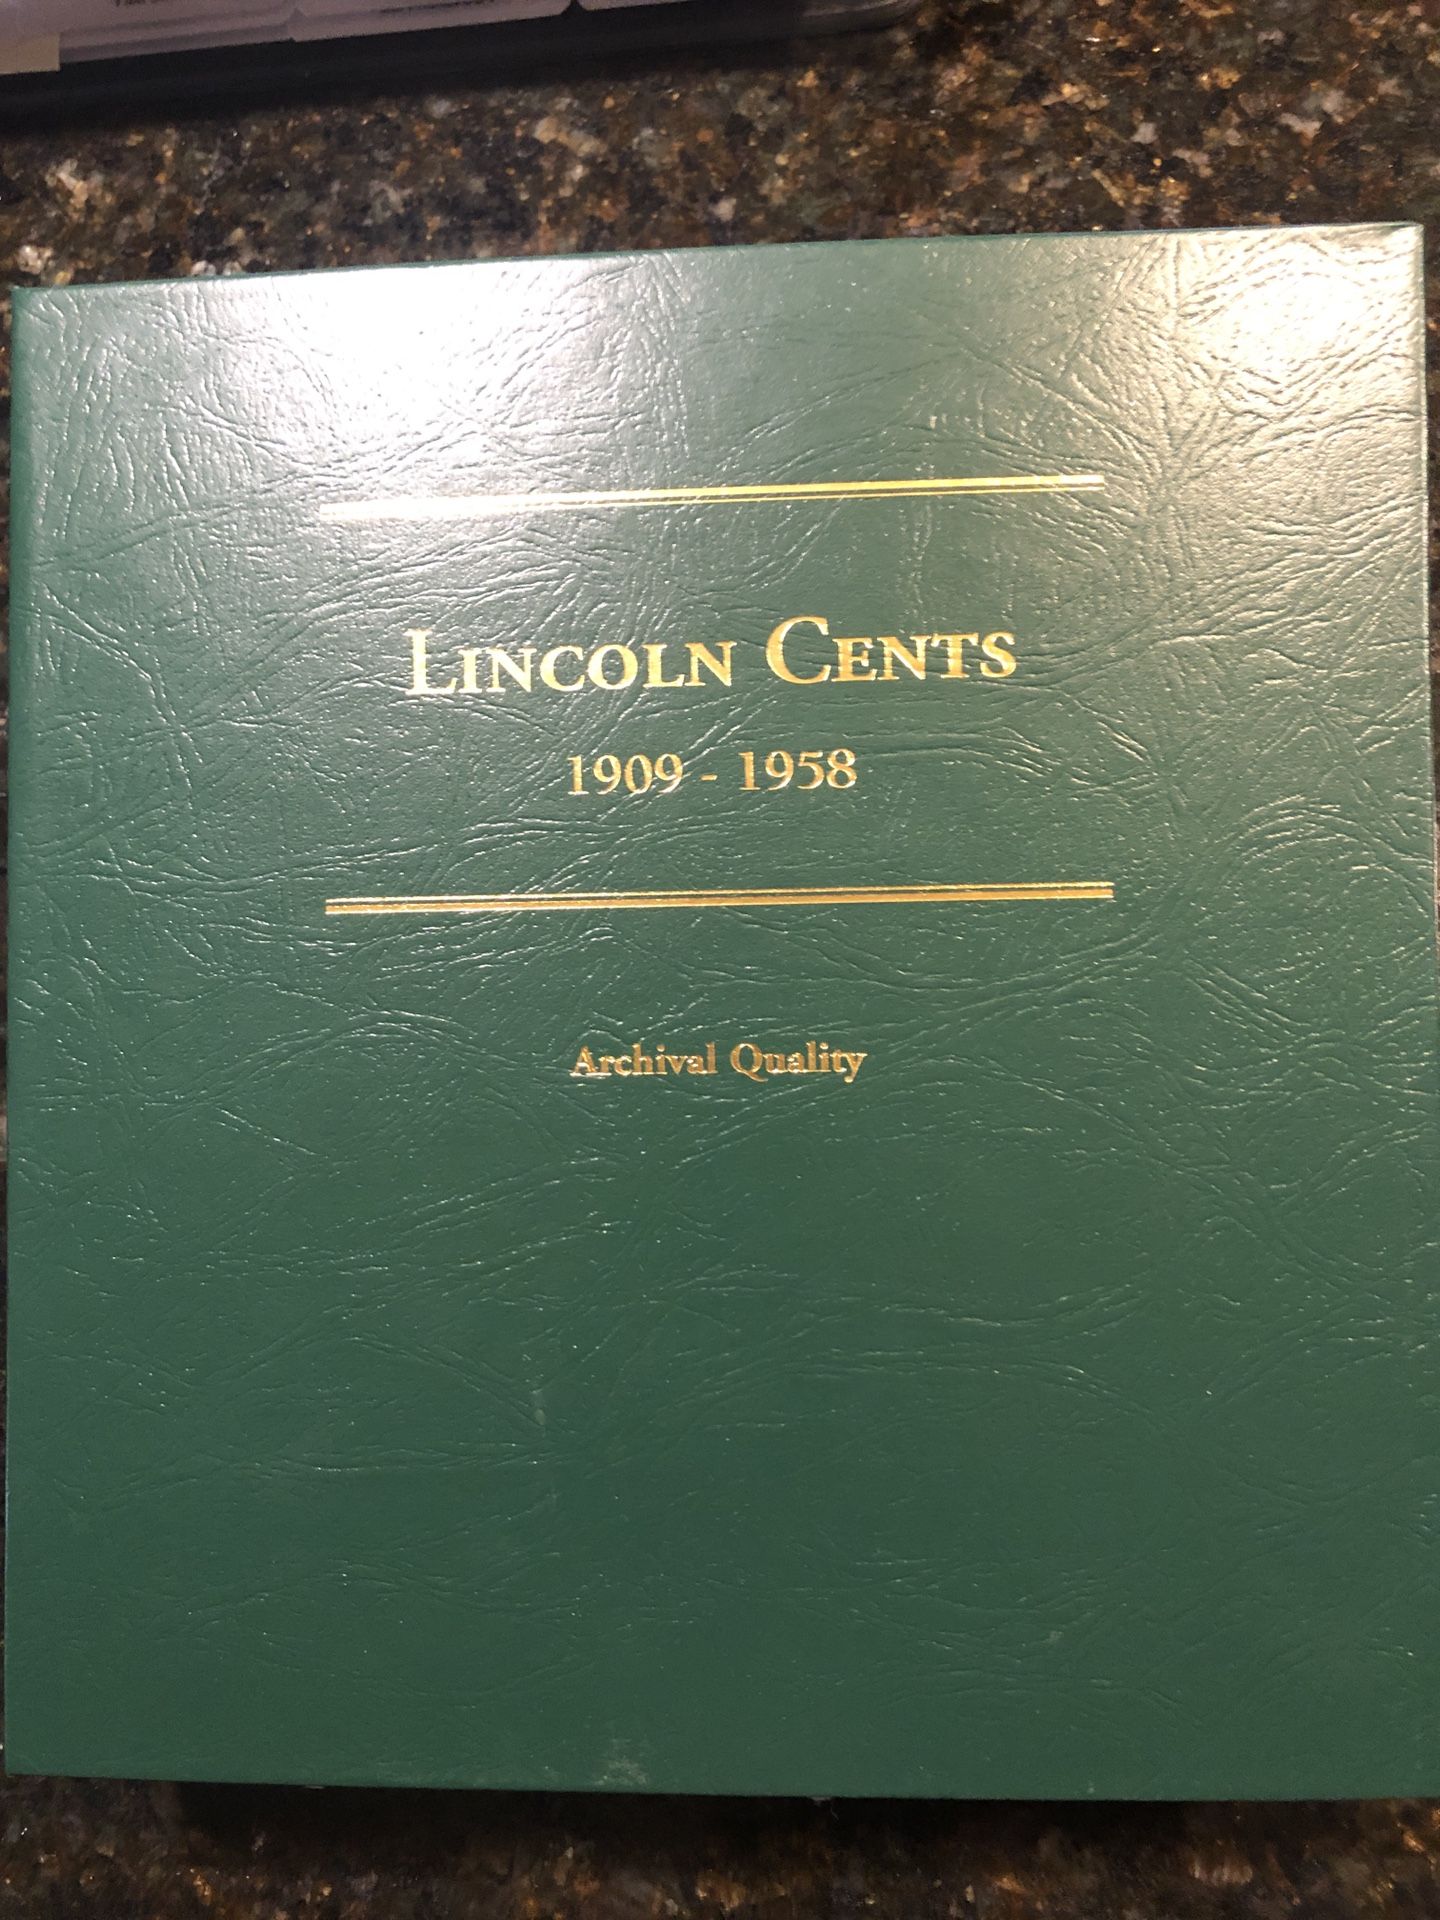 LINCOLN CENTS
1909 - 1958
Archival Quality